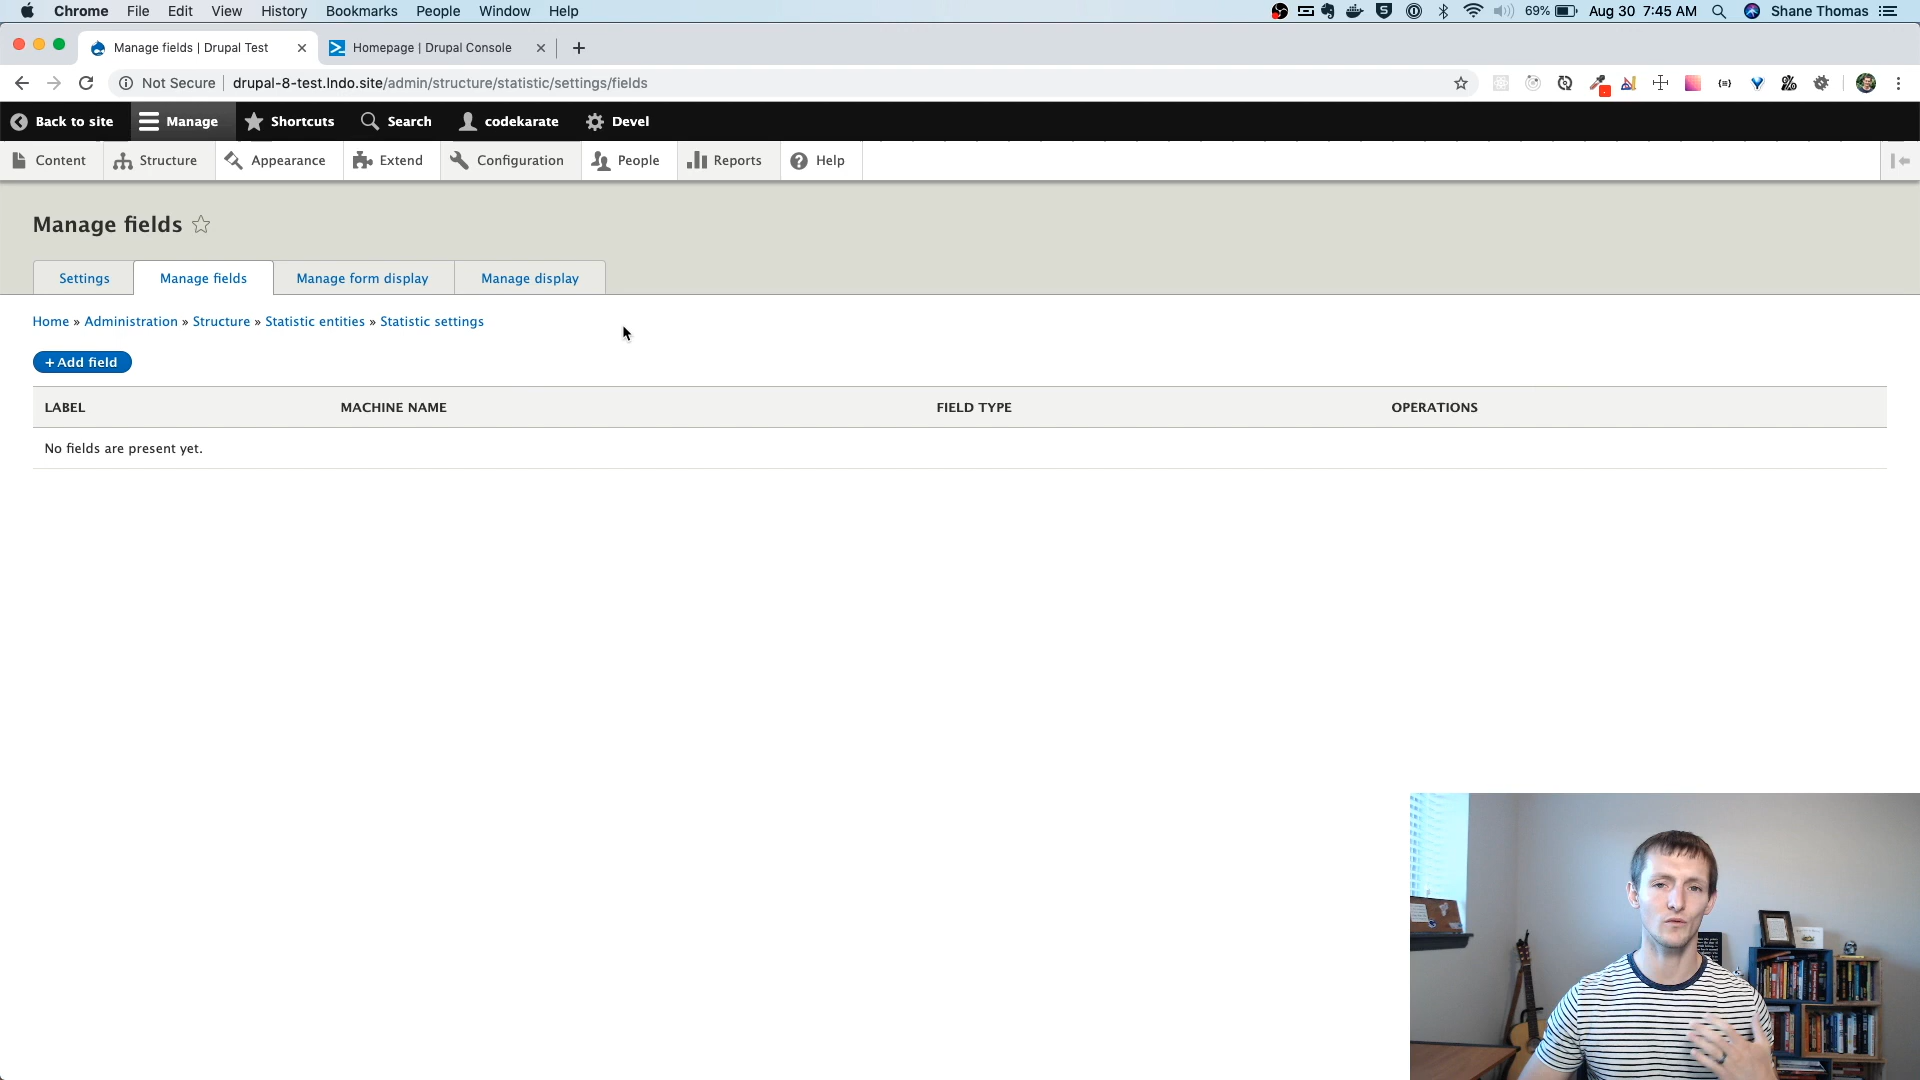 Chrome File Edit View History Bookmarks People Window Help 69% Aug 30 7:45 AM Shane Thomas
Manage fields | Drupal Test Homepage | Drupal Console
Not Secure drupal-8-test.lndo.site/admin/structure/statistic/settings/fields
Back to site Manage Shortcuts Search codekarate Devel
Content Structure Appearance Extend Configuration People Reports Help
Manage fields
Settings Manage fields Manage form display Manage display
Home » Administration » Structure » Statistic entities » Statistic settings
+ Add field
LABEL MACHINE NAME FIELD TYPE OPERATIONS
No fields are present yet.